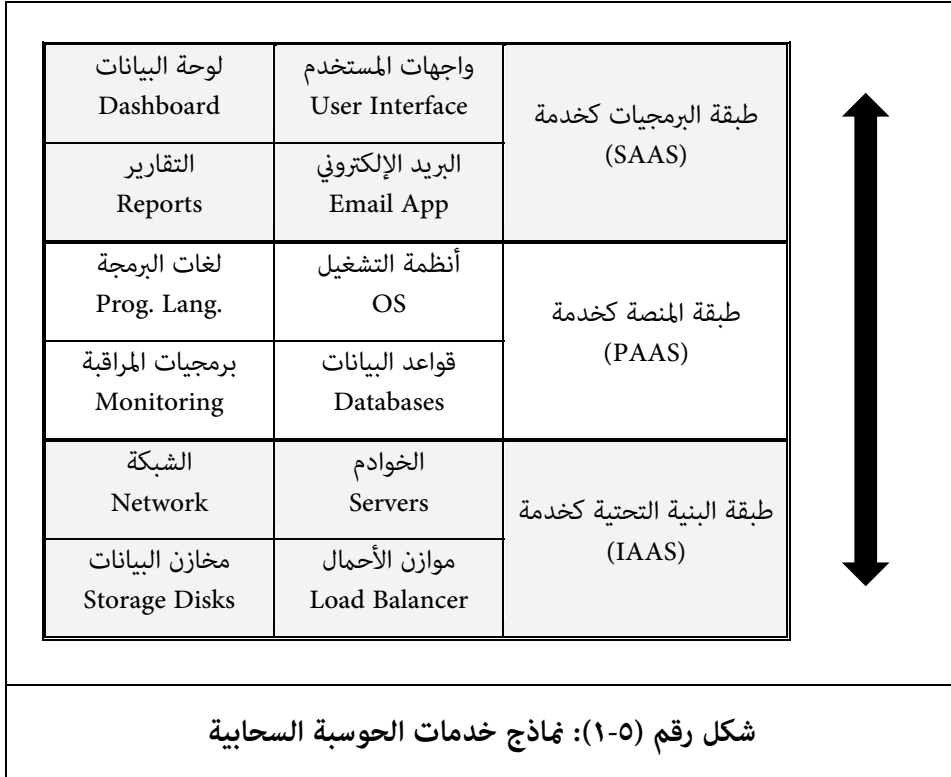 طبقة البرمجيات كخدمة
(SAAS)
واجهات المستخدم
User Interface
لوحة البيانات
Dashboard
البريد الإلكتروني
Email App
التقارير
Reports
طبقة المنصة كخدمة
(PAAS)
أنظمة التشغيل
OS
لغات البرمجة
Prog. Lang.
قواعد البيانات
Databases
برمجيات المراقبة
Monitoring
طبقة البنية التحتية كخدمة
(IAAS)
الخوادم
Servers
الشبكة
Network
موازن الأحمال
Load Balancer
مخازن البيانات
Storage Disks
شكل رقم (٥-١): نماذج خدمات الحوسبة السحابية